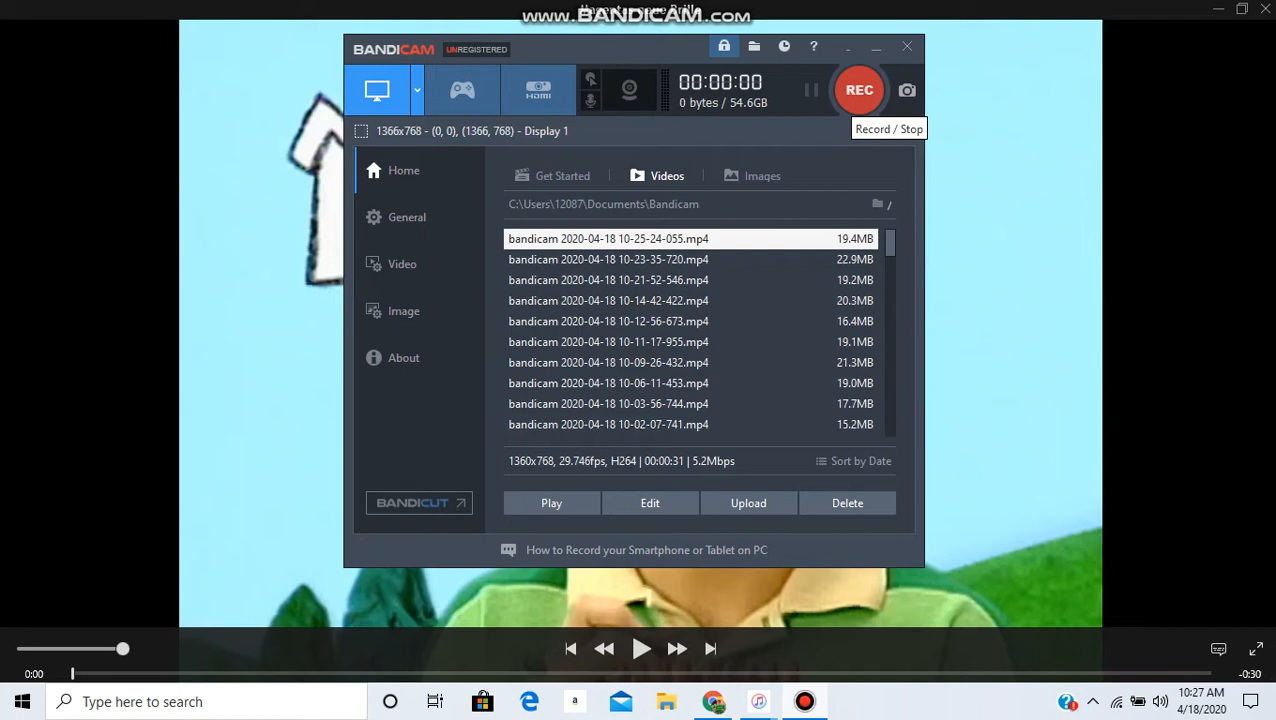 www.BANDICAM.com
BANDICAM UNREGISTERED
HDMI
00:00:00
0 bytes / 54.6GB
REC
Record / Stop
1366x768 - (0, 0), (1366, 768) - Display 1
Home
General
Video
Image
About
BANDICUT
Get Started
Videos
Images
C:\Users\12087\Documents\Bandicam
/
bandicam 2020-04-18 10-25-24-055.mp4 19.4MB
bandicam 2020-04-18 10-23-35-720.mp4 22.9MB
bandicam 2020-04-18 10-21-52-546.mp4 19.2MB
bandicam 2020-04-18 10-14-42-422.mp4 20.3MB
bandicam 2020-04-18 10-12-56-673.mp4 16.4MB
bandicam 2020-04-18 10-11-17-955.mp4 19.1MB
bandicam 2020-04-18 10-09-26-432.mp4 21.3MB
bandicam 2020-04-18 10-06-11-453.mp4 19.0MB
bandicam 2020-04-18 10-03-56-744.mp4 17.7MB
bandicam 2020-04-18 10-02-07-741.mp4 15.2MB
1360x768, 29.746fps, H264 | 00:00:31 | 5.2Mbps
Sort by Date
Play
Edit
Upload
Delete
How to Record your Smartphone or Tablet on PC
0:00
-0:30
Type here to search
a
10:27 AM
4/18/2020